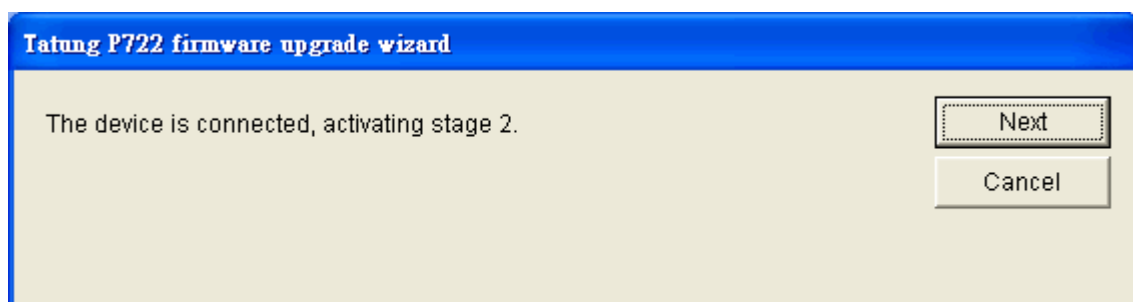 Tatung P722 firmware upgrade wizard
The device is connected, activating stage 2.
Next
Cancel